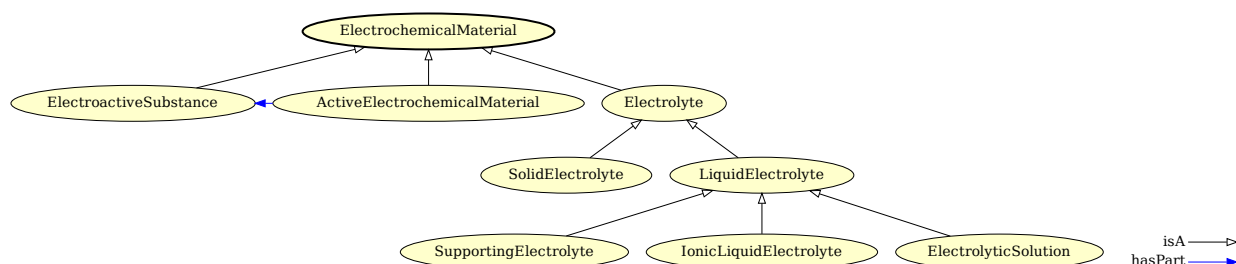 ElectrochemicalMaterial
ElectroactiveSubstance
ActiveElectrochemicalMaterial
Electrolyte
SolidElectrolyte
LiquidElectrolyte
SupportingElectrolyte
IonicLiquidElectrolyte
ElectrolyticSolution
isA
hasPart